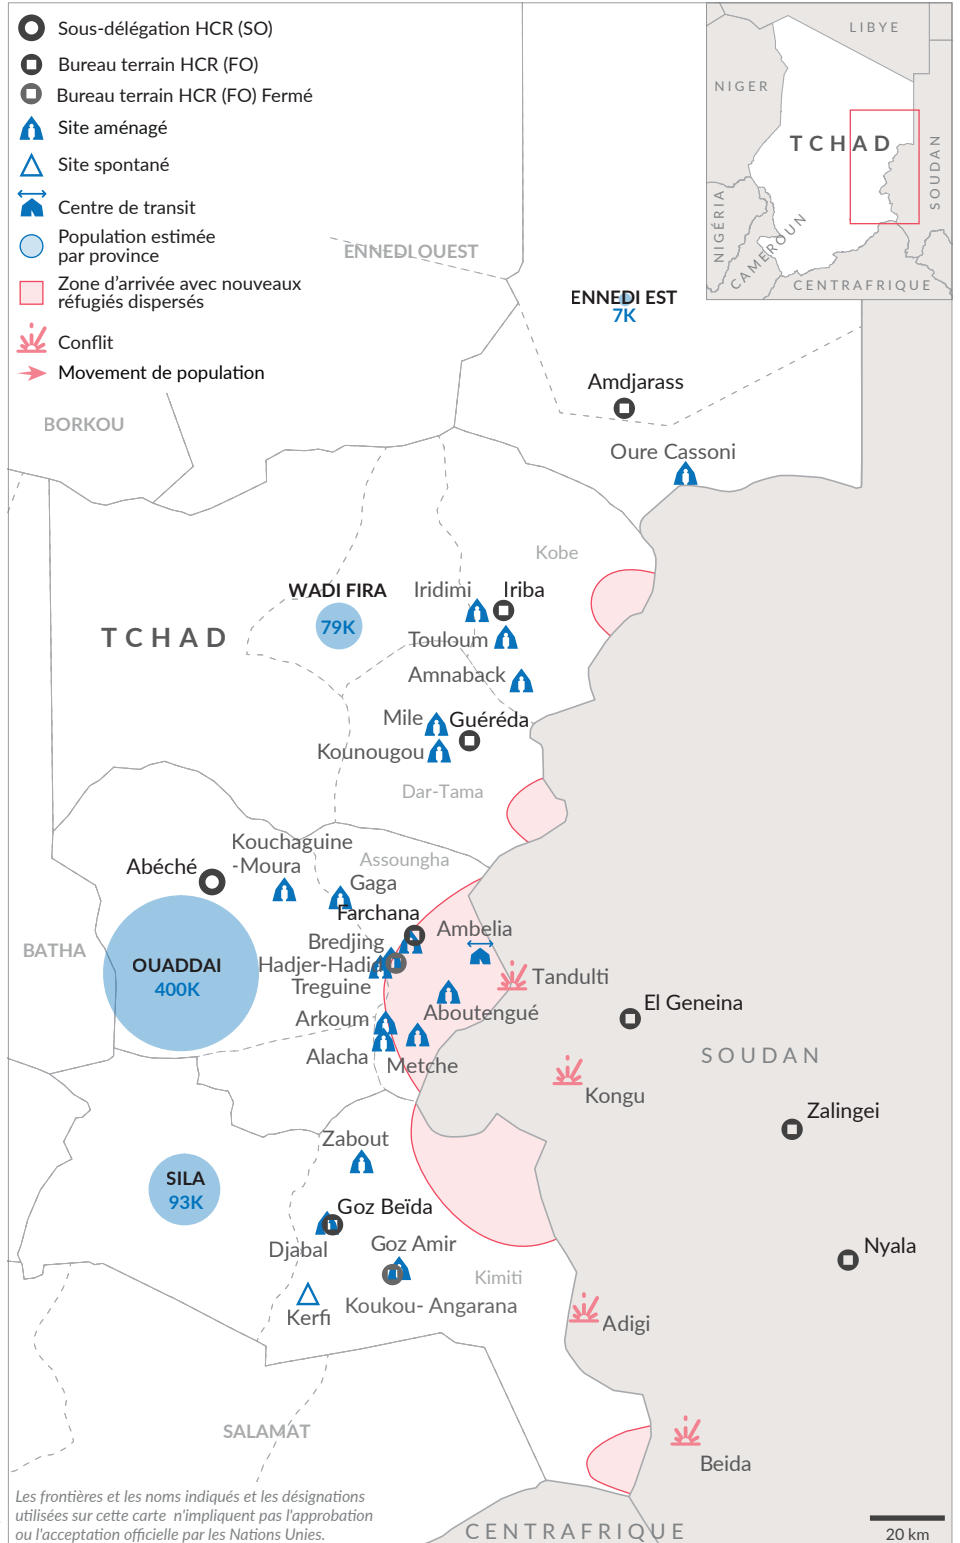 Sous-délégation HCR (SO)
Bureau terrain HCR (FO)
Bureau terrain HCR (FO) Fermé
Site aménagé
Site spontané
Centre de transit
Population estimée
par province
Zone d'arrivée avec nouveaux
réfugiés dispersés
Conflit
Movement de population
LIBYE
NIGER
TCHAD
SOUDAN
NIGÉRIA
CAMEROUN
CENTRAFRIQUE
ENNEDI OUEST
ENNEDI EST
7K
Amdjarass
BORKOU
Oure Cassoni
Kobe
WADI FIRA
79K
Iridimi
Iriba
TCHAD
Touloum
Amnaback
Mile
Guéréda
Kounougou
Dar-Tama
Kouchaguine
-Moura
Abéché
Assoungha
Gaga
Farchana
Ambelia
BATHA
Bredjing
OUADDAI
400K
Hadjer-Hadid
Treguine
Tandulti
Aboutengué
El Geneina
Arkoum
Alacha
Metche
SOUDAN
Kongu
Zalingei
Zabout
SILA
93K
Goz Beïda
Djabal
Goz Amir
Nyala
Kimiti
Koukou- Angarana
Kerfi
Adigi
SALAMAT
Beida
Les frontières et les noms indiqués et les désignations
utilisées sur cette carte n'impliquent pas l'approbation
ou l'acceptation officielle par les Nations Unies.
CENTRAFRIQUE
20 km